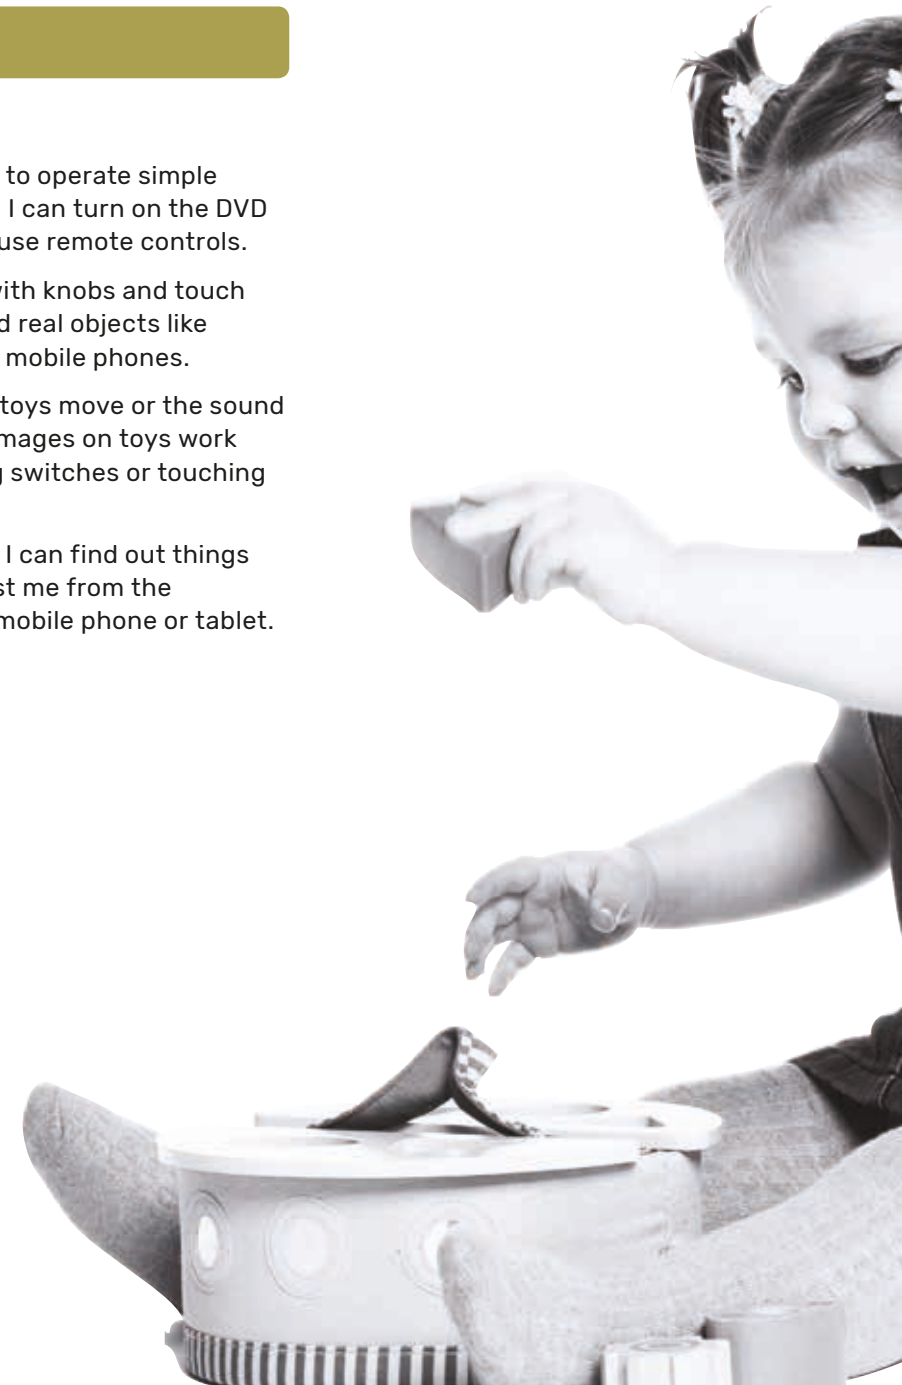 to operate simple
I can turn on the DVD
use remote controls.
with knobs and touch
d real objects like
mobile phones.
toys move or the sound
mages on toys work
g switches or touching
I can find out things
st me from the
mobile phone or tablet.